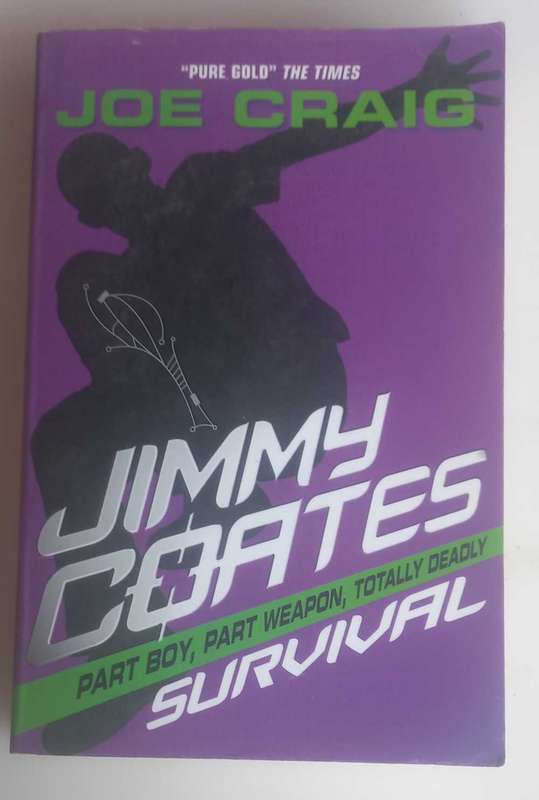 "PURE GOLD" THE TIMES
JOE CRAIG
JIMMY
COATES
PART BOY, PART WEAPON, TOTALLY DEADLY
SURVIVAL